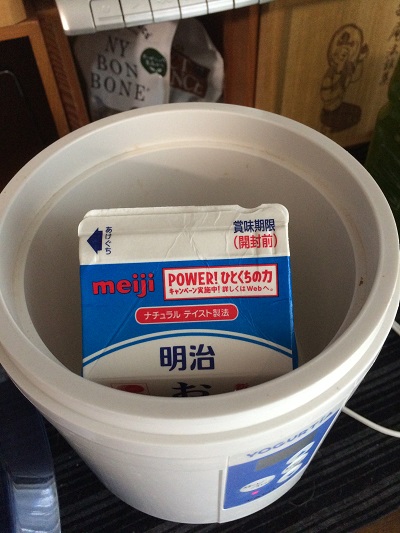 NY
BON
BONE
あけぐち
賞味期限
(開封前)
meiji
POWER! ひとくちの力
キャンペーン実施中! 詳しくはWebへ。
ナチュラル テイスト製法
明治
お
YOGURT